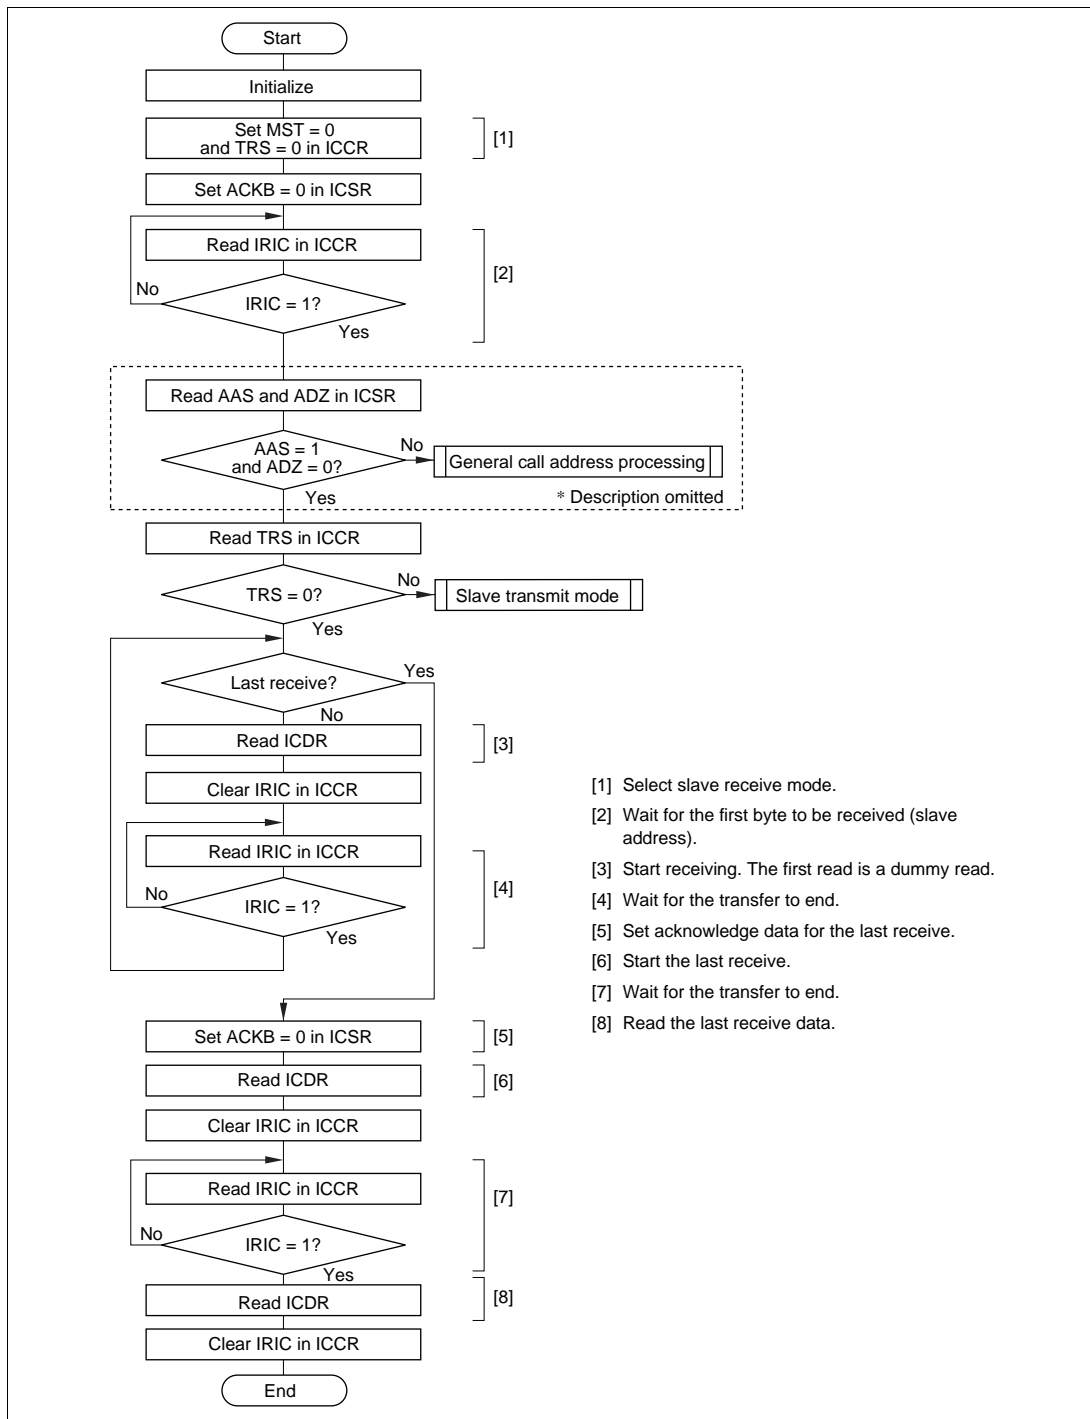 Start
Initialize
Set MST = 0
and TRS = 0 in ICCR
[1]
Set ACKB = 0 in ICSR
Read IRIC in ICCR
[2]
No
IRIC = 1?
Yes
Read AAS and ADZ in ICSR
AAS = 1
and ADZ = 0?
No
General call address processing
Yes
* Description omitted
Read TRS in ICCR
TRS = 0?
No
Slave transmit mode
Yes
Last receive?
Yes
No
Read ICDR
[3]
Clear IRIC in ICCR
Read IRIC in ICCR
[4]
No
IRIC = 1?
Yes
Set ACKB = 0 in ICSR
[5]
Read ICDR
[6]
Clear IRIC in ICCR
Read IRIC in ICCR
[7]
No
IRIC = 1?
Yes
Read ICDR
[8]
Clear IRIC in ICCR
End
[1] Select slave receive mode.
[2] Wait for the first byte to be received (slave
address).
[3] Start receiving. The first read is a dummy read.
[4] Wait for the transfer to end.
[5] Set acknowledge data for the last receive.
[6] Start the last receive.
[7] Wait for the transfer to end.
[8] Read the last receive data.